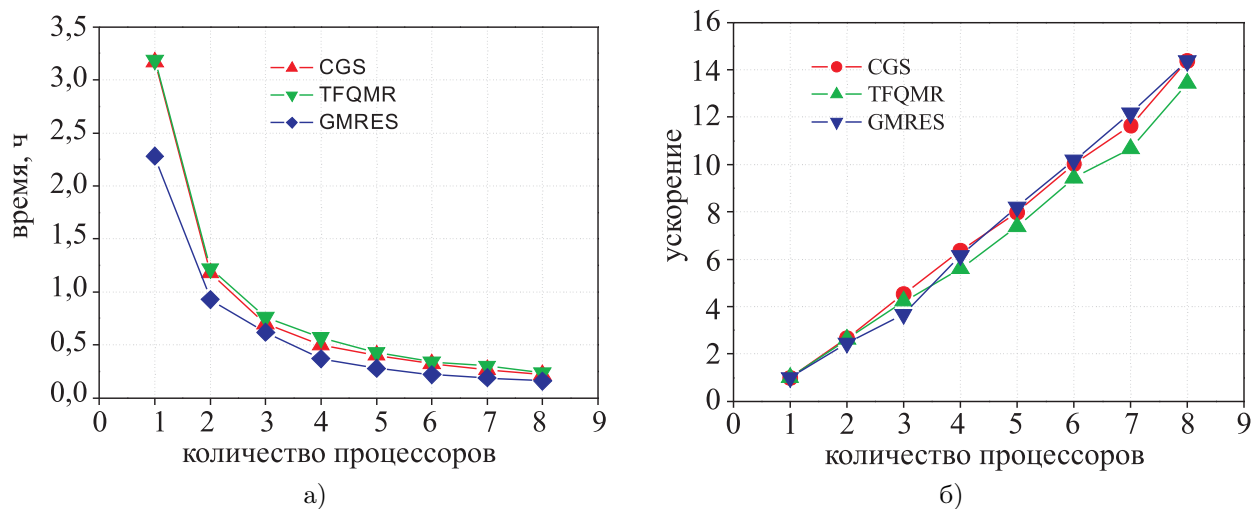 3,5
3,0
2,5
2,0
1,5
1,0
0,5
0,0
время, ч
CGS
TFQMR
GMRES
0 1 2 3 4 5 6 7 8 9
количество процессоров
а)
16
14
12
10
8
6
4
2
0
ускорение
CGS
TFQMR
GMRES
0 1 2 3 4 5 6 7 8 9
количество процессоров
б)